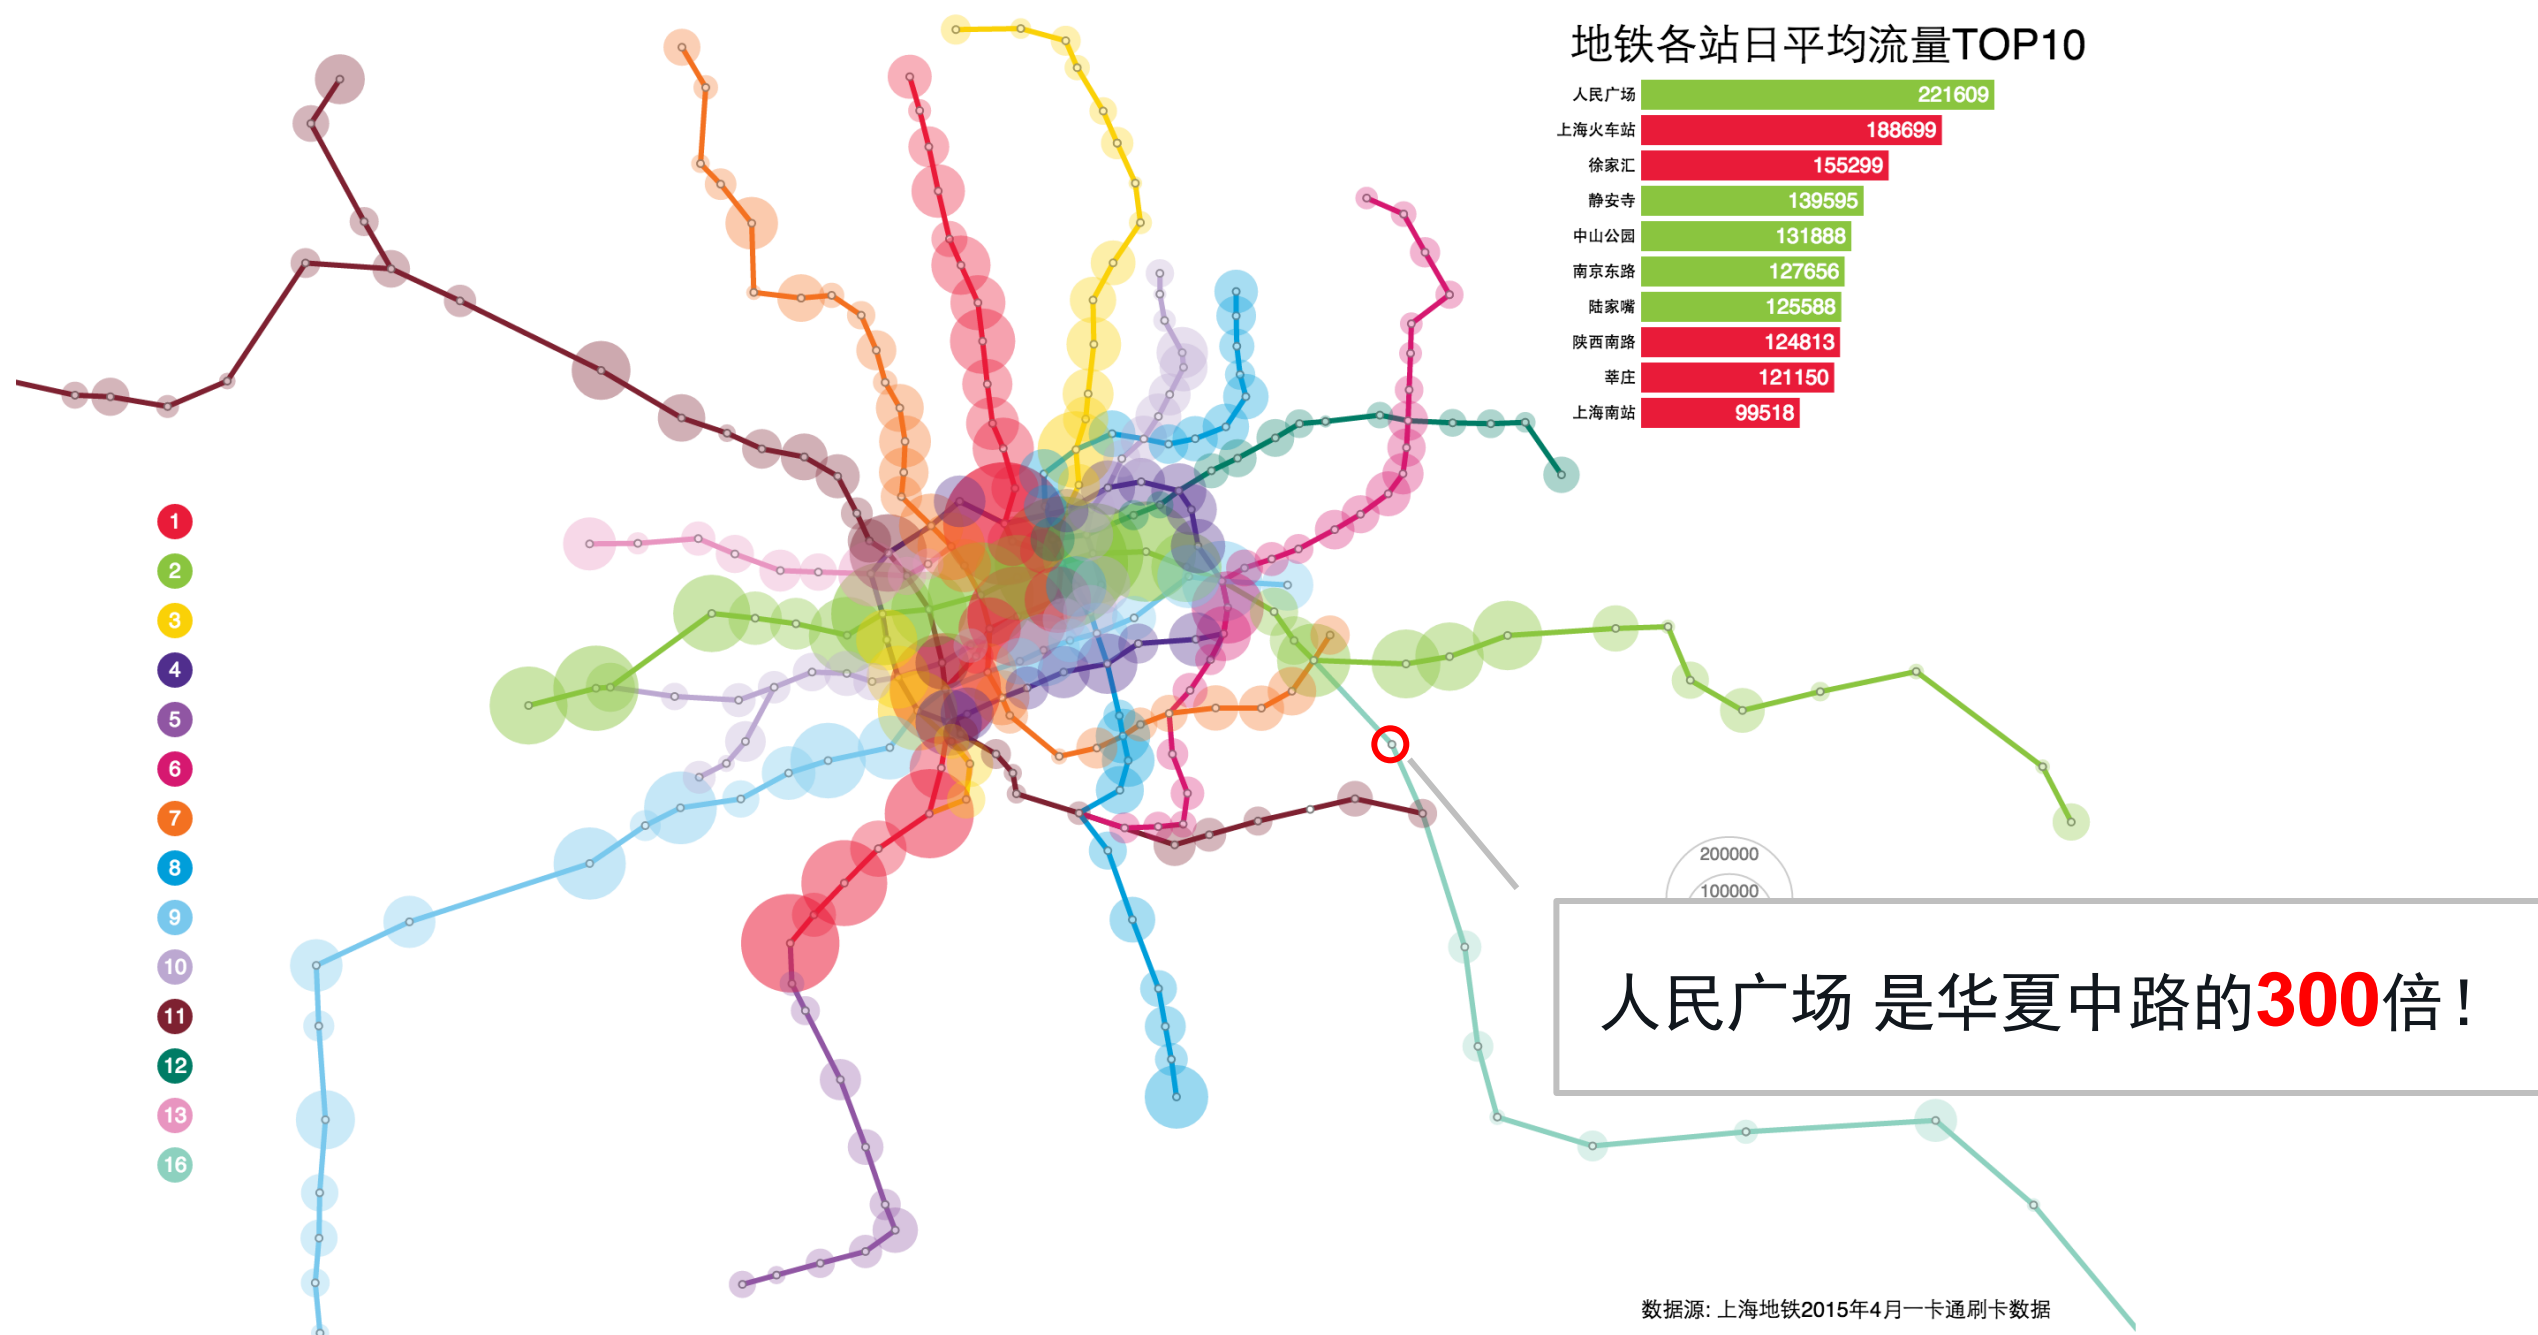 地铁各站日平均流量TOP10
人民广场 221609
上海火车站 188699
徐家汇 155299
静安寺 139595
中山公园 131888
南京东路 127656
陆家嘴 125588
陕西南路 124813
莘庄 121150
上海南站 99518
1
2
3
4
5
6
7
8
9
10
11
12
13
16
200000
100000
人民广场 是华夏中路的300倍！
数据源: 上海地铁2015年4月一卡通刷卡数据